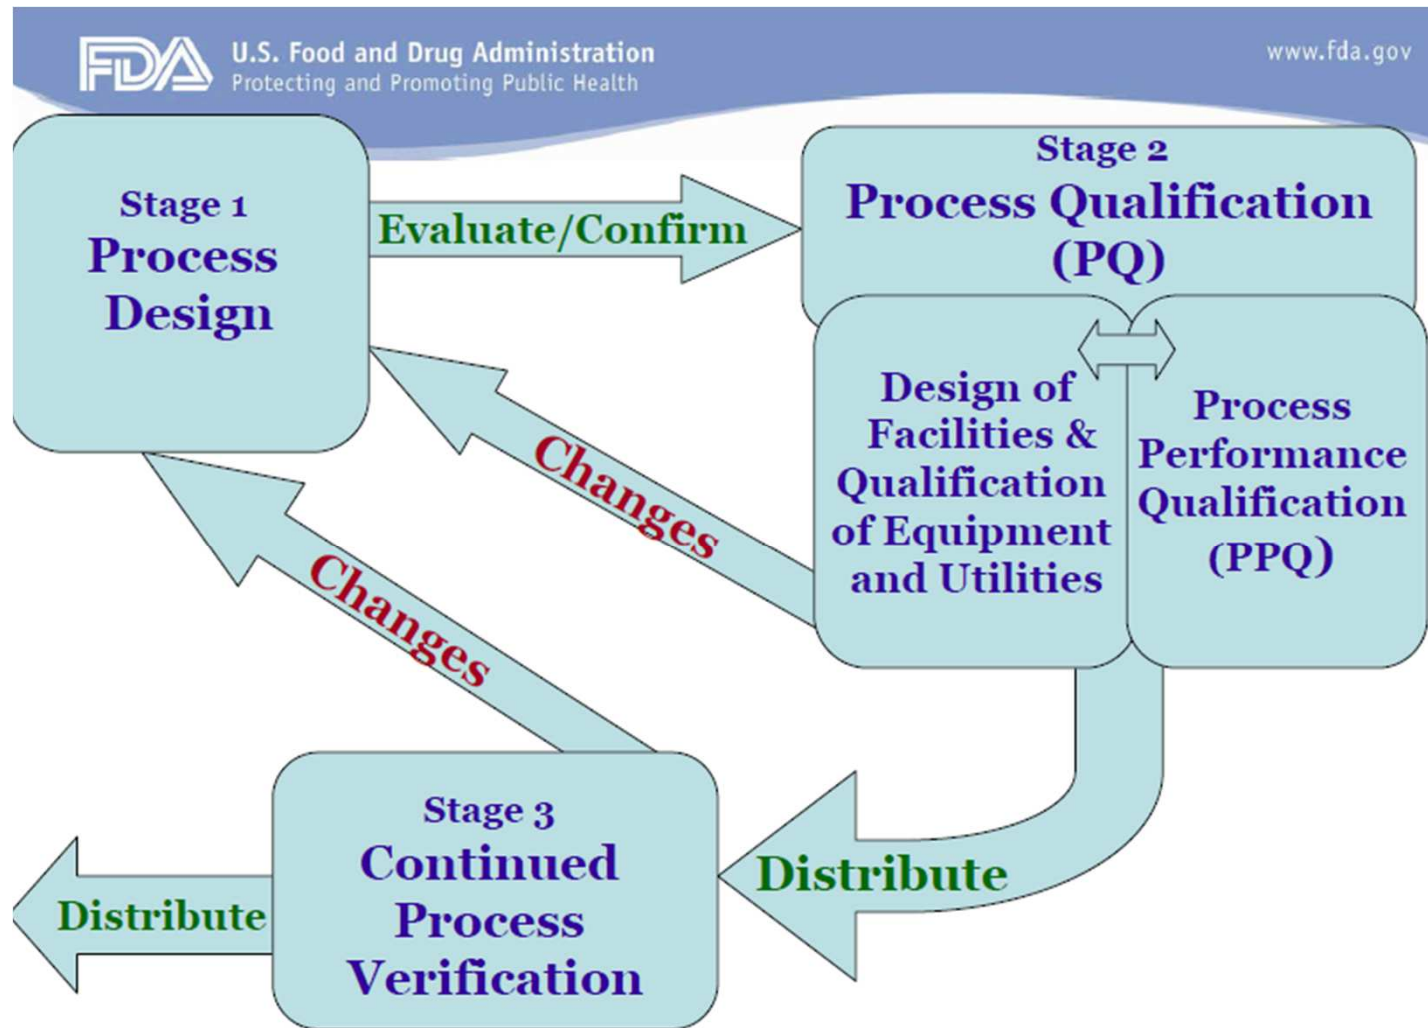 FDA
U.S. Food and Drug Administration
Protecting and Promoting Public Health
www.fda.gov
Stage 1
Process
Design
Evaluate/Confirm
Stage 2
Process Qualification
(PQ)
Design of
Facilities &
Qualification
of Equipment
and Utilities
Process
Performance
Qualification
(PPQ)
Changes
Changes
Distribute
Stage 3
Continued
Process
Verification
Distribute